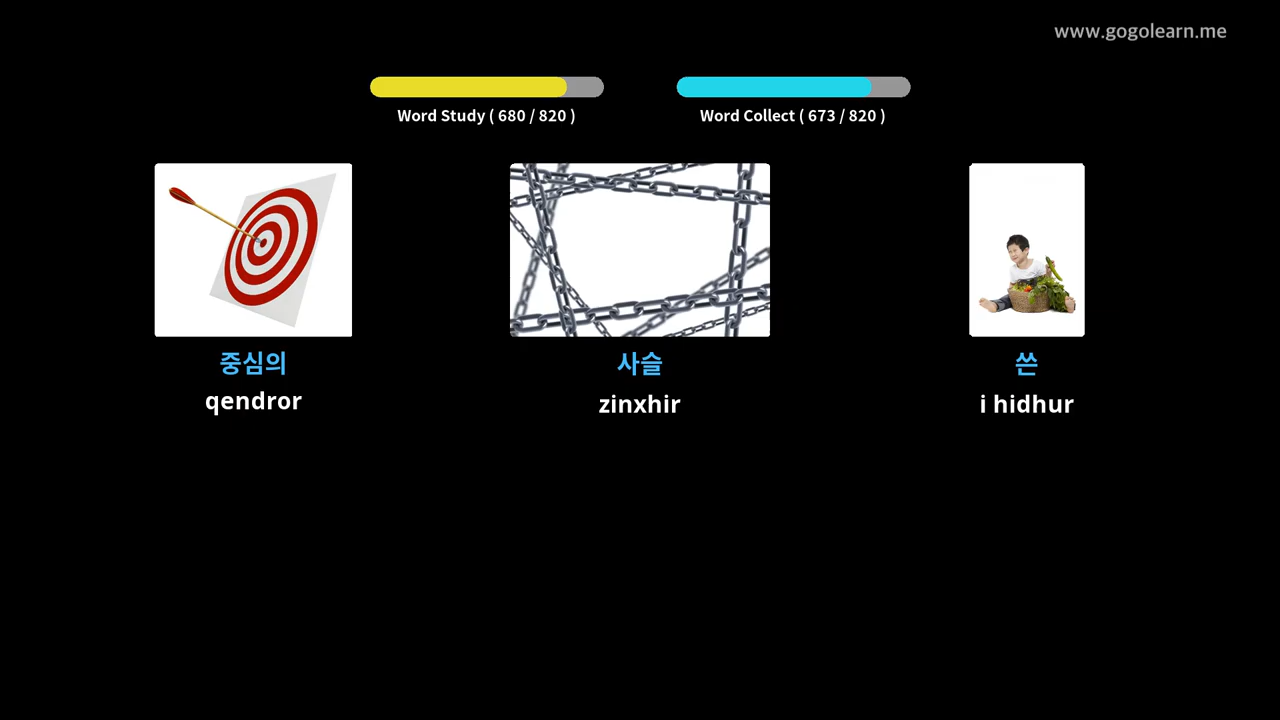 www.gogolearn.me
Word Study ( 680 / 820 )
Word Collect ( 673 / 820 )
중심의
qendror
사슬
zinxhir
쓴
i hidhur